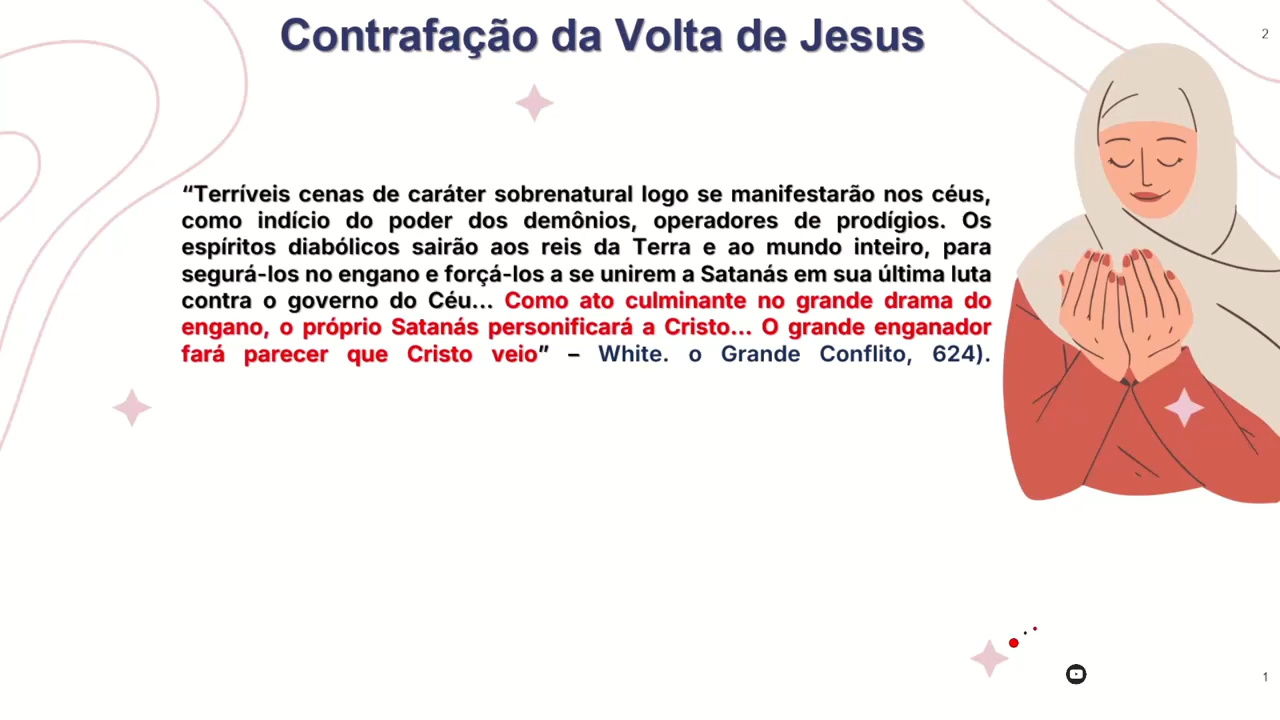 Contrafação da Volta de Jesus
2
“Terríveis cenas de caráter sobrenatural logo se manifestarão nos céus,
como indício do poder dos demônios, operadores de prodígios. Os
espíritos diabólicos sairão aos reis da Terra e ao mundo inteiro, para
segurá-los no engano e forçá-los a se unirem a Satanás em sua última luta
contra o governo do Céu... Como ato culminante no grande drama do
engano, o próprio Satanás personificará a Cristo... O grande enganador
fará parecer que Cristo veio” – White. o Grande Conflito, 624).
1